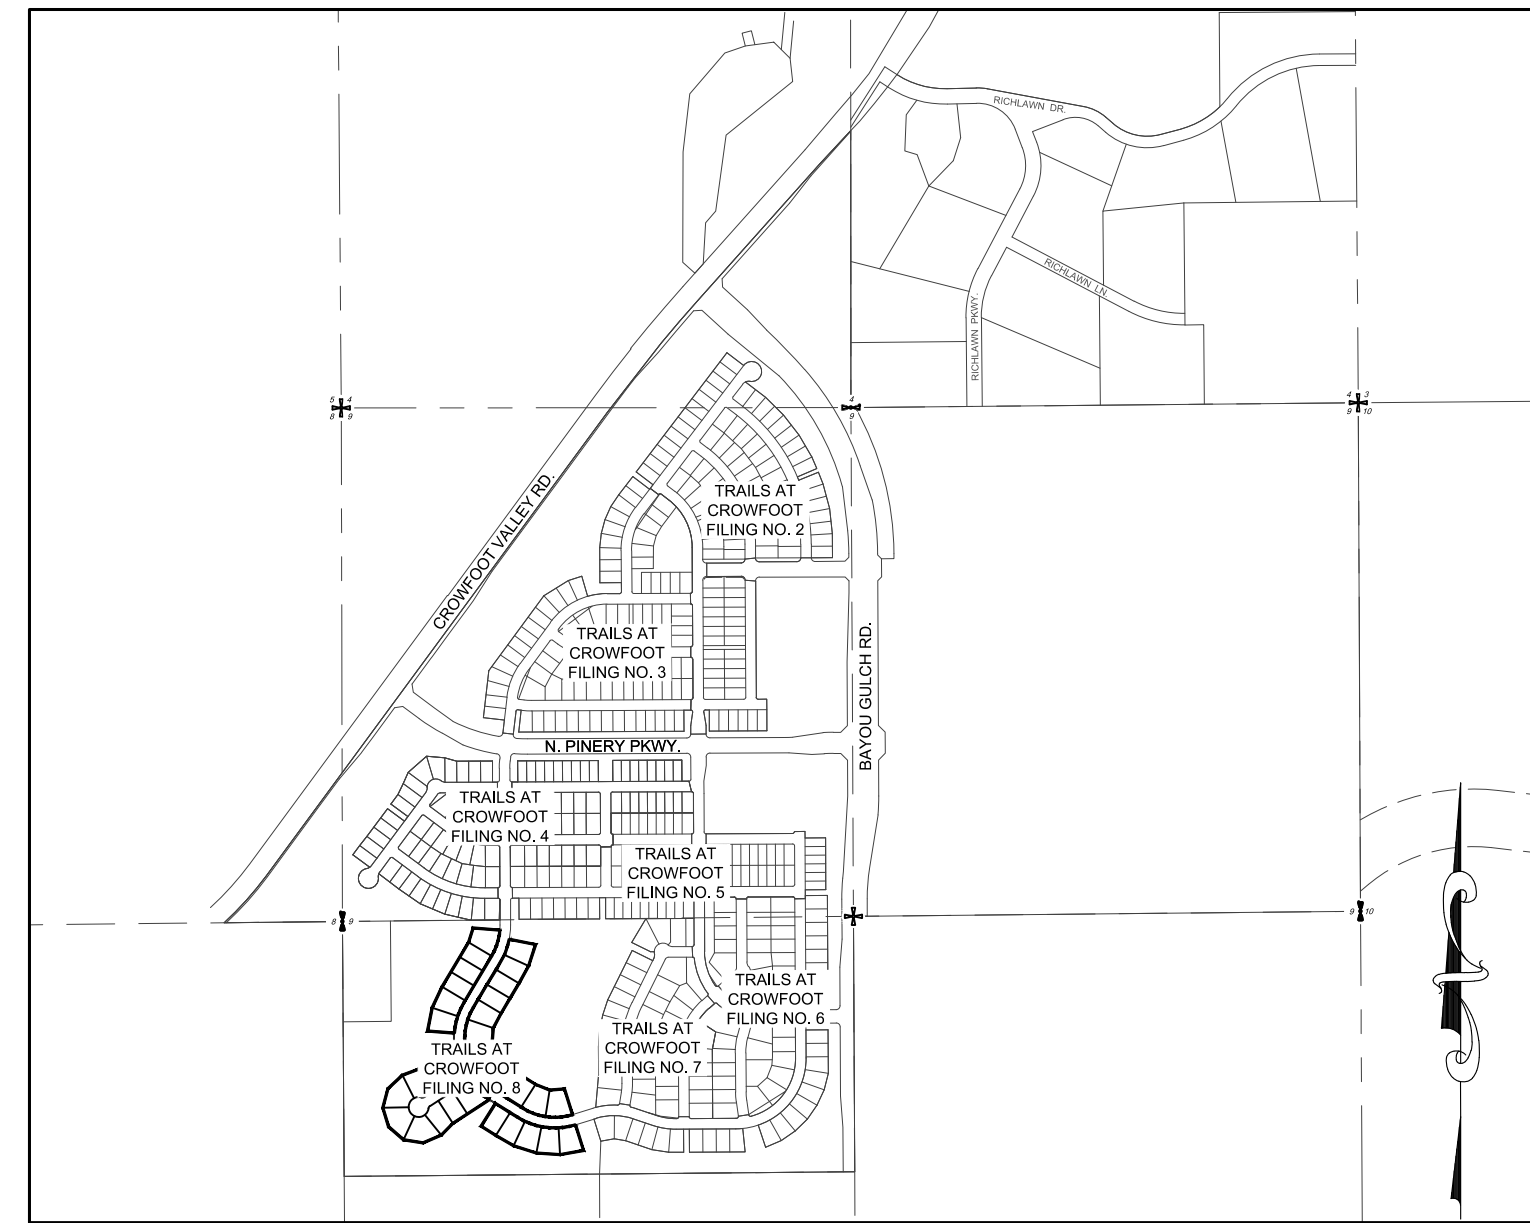 RICHLAWN DR.
RICHLAWN LN.
RICHLAWN PKWY.
5 4
8 9
4
9
4 3
9 10
CROWFOOT VALLEY RD.
TRAILS AT
CROWFOOT
FILING NO. 2
TRAILS AT
CROWFOOT
FILING NO. 3
BAYOU GULCH RD.
N. PINERY PKWY.
TRAILS AT
CROWFOOT
FILING NO. 4
TRAILS AT
CROWFOOT
FILING NO. 5
8 9
9 10
TRAILS AT
CROWFOOT
FILING NO. 6
TRAILS AT
CROWFOOT
FILING NO. 7
TRAILS AT
CROWFOOT
FILING NO. 8